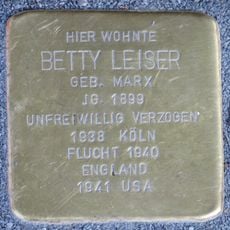 HIER WOHNTE
BETTY LEISER
GEB. MARX
JG. 1899
UNFREIWILLIG VERZOGEN
1938 KÖLN
FLUCHT 1940
ENGLAND
1941 USA